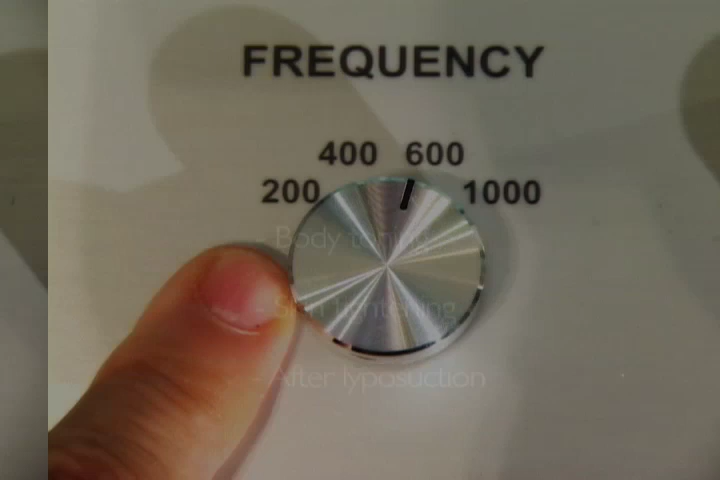 FREQUENCY
400 600
200 1000
Body toning
- Skin tightening
- After lyposuction